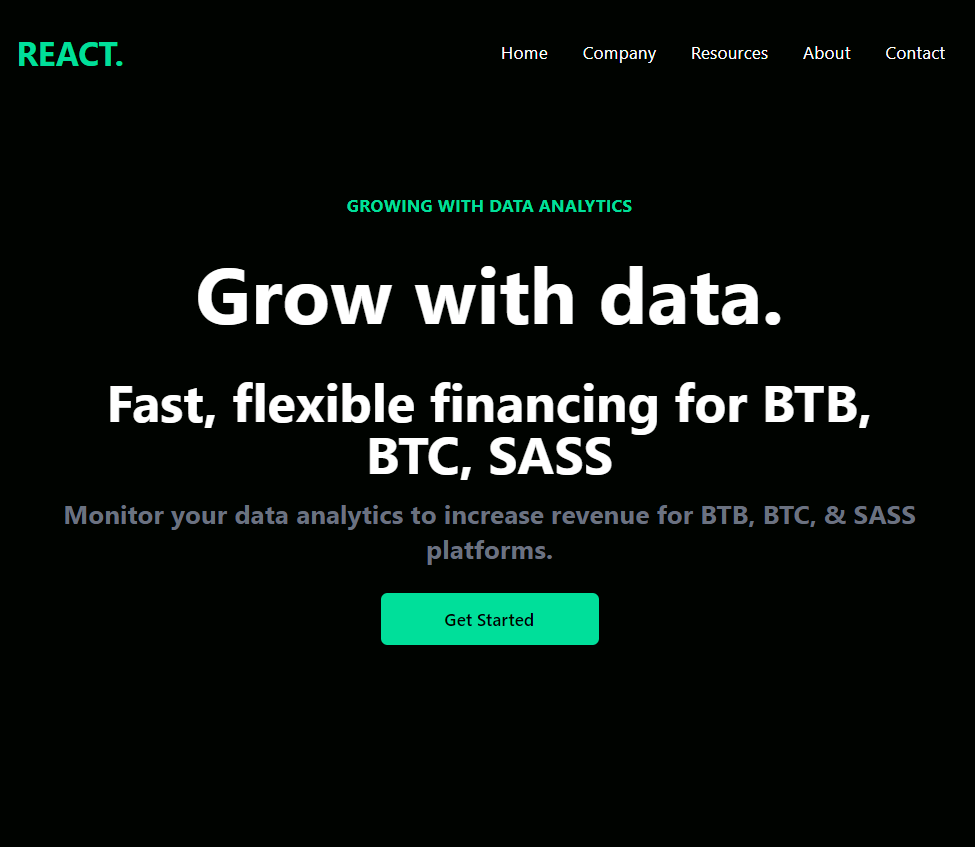 REACT.
Home Company Resources About Contact
GROWING WITH DATA ANALYTICS
Grow with data.
Fast, flexible financing for BTB,
BTC, SASS
Monitor your data analytics to increase revenue for BTB, BTC, & SASS
platforms.
Get Started